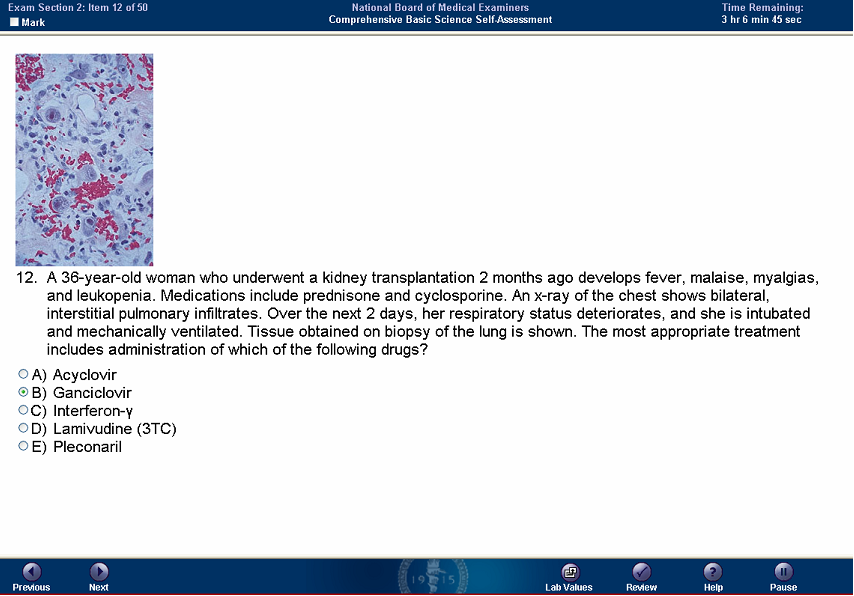 Exam Section 2: Item 12 of 50
National Board of Medical Examiners
Time Remaining:
Mark
Comprehensive Basic Science Self-Assessment
3 hr 6 min 45 sec
12. A 36-year-old woman who underwent a kidney transplantation 2 months ago develops fever, malaise, myalgias,
and leukopenia. Medications include prednisone and cyclosporine. An x-ray of the chest shows bilateral,
interstitial pulmonary infiltrates. Over the next 2 days, her respiratory status deteriorates, and she is intubated
and mechanically ventilated. Tissue obtained on biopsy of the lung is shown. The most appropriate treatment
includes administration of which of the following drugs?
A) Acyclovir
B) Ganciclovir
C) Interferon-γ
D) Lamivudine (3TC)
E) Pleconaril
1915
Previous
Next
Lab Values
Review
Help
Pause